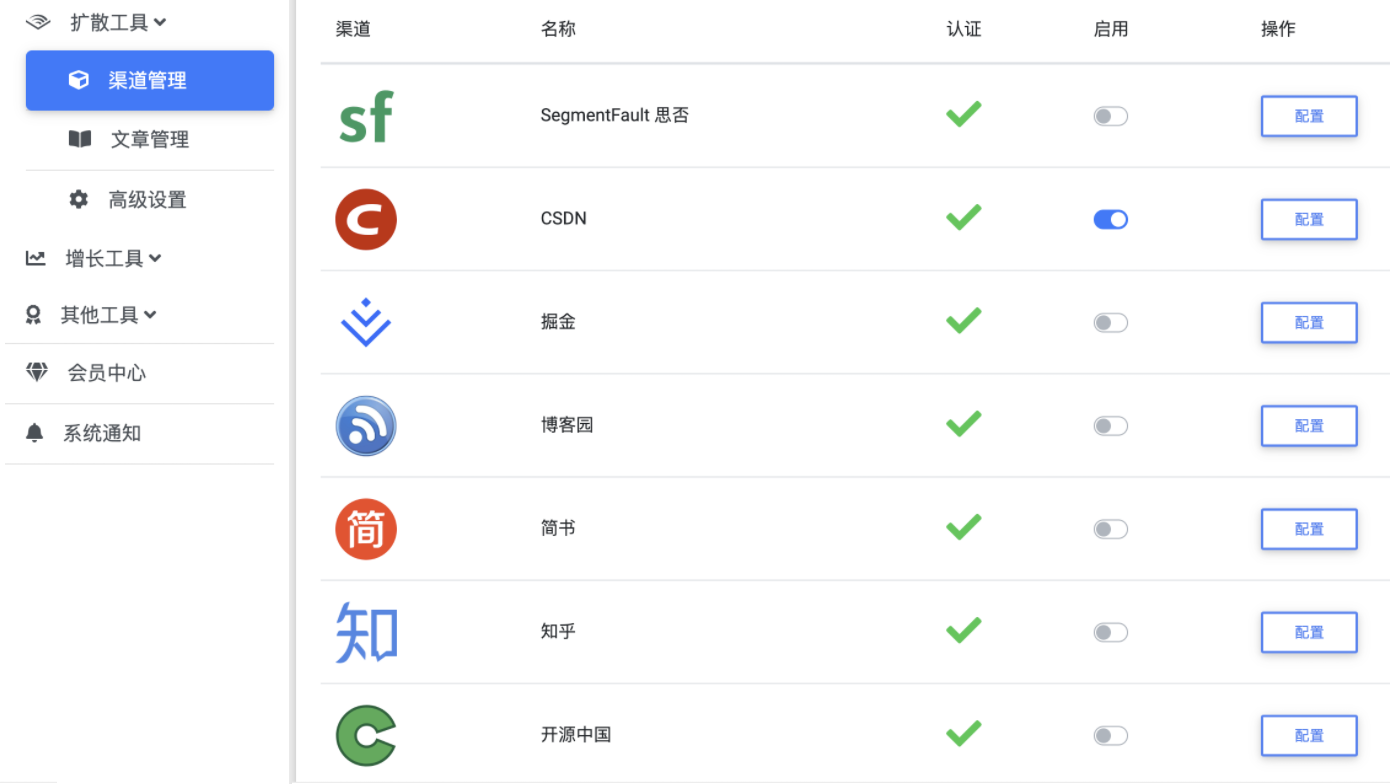 扩散工具
渠道管理
文章管理
高级设置
增长工具
其他工具
会员中心
系统通知
渠道 名称 认证 启用 操作
sf SegmentFault 思否 配置
C CSDN 配置
掘金 配置
博客园 配置
简 简书 配置
知 知乎 配置
C 开源中国 配置